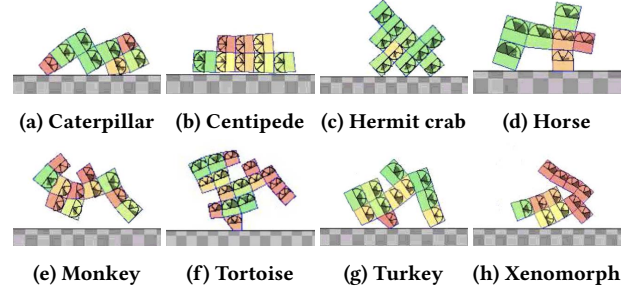 (a) Caterpillar (b) Centipede (c) Hermit crab (d) Horse
(e) Monkey (f) Tortoise (g) Turkey (h) Xenomorph